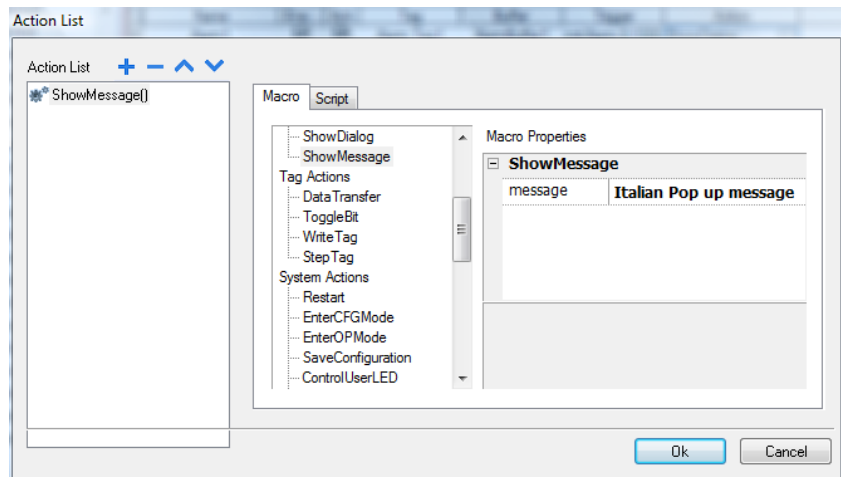 Action List
Action List
ShowMessage()
Macro Script
ShowDialog
ShowMessage
Tag Actions
DataTransfer
ToggleBit
WriteTag
StepTag
System Actions
Restart
EnterCFGMode
EnterOPMode
SaveConfiguration
ControlUserLED
Macro Properties
ShowMessage
message Italian Pop up message
Ok Cancel